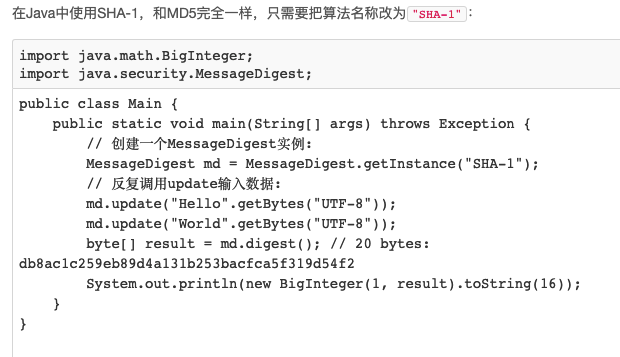 在Java中使用SHA-1，和MD5完全一样，只需要把算法名称改为"SHA-1"：
import java.math.BigInteger;
import java.security.MessageDigest;
public class Main {
    public static void main(String[] args) throws Exception {
        // 创建一个MessageDigest实例:
        MessageDigest md = MessageDigest.getInstance("SHA-1");
        // 反复调用update输入数据:
        md.update("Hello".getBytes("UTF-8"));
        md.update("World".getBytes("UTF-8"));
        byte[] result = md.digest(); // 20 bytes:
db8ac1c259eb89d4a131b253bacfca5f319d54f2
        System.out.println(new BigInteger(1, result).toString(16));
    }
}